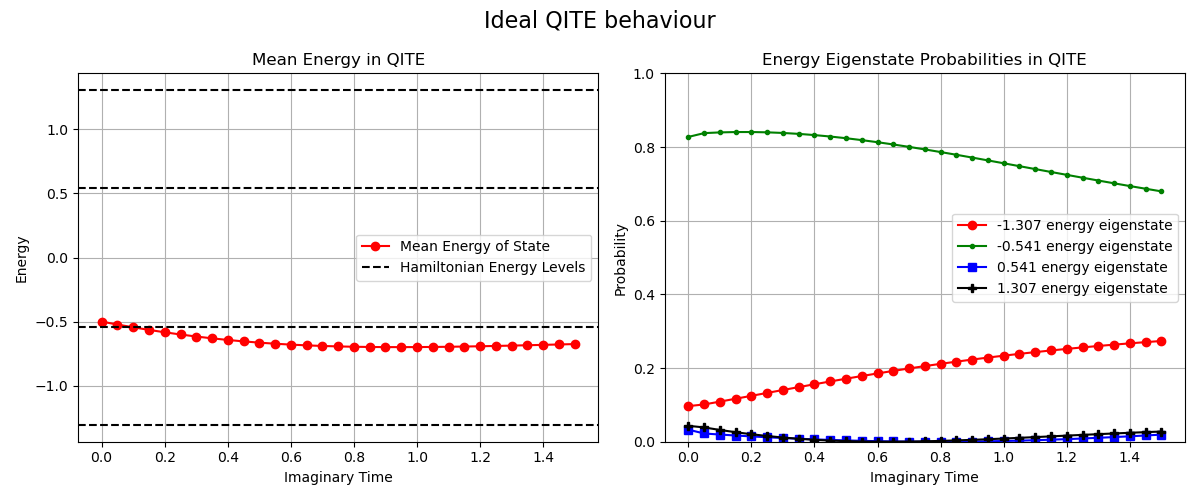 Ideal QITE behaviour
Mean Energy in QITE
Energy
1.0
0.5
0.0
−0.5
−1.0
Mean Energy of State
Hamiltonian Energy Levels
0.0 0.2 0.4 0.6 0.8 1.0 1.2 1.4
Imaginary Time
Energy Eigenstate Probabilities in QITE
Probability
1.0
0.8
0.6
0.4
0.2
0.0
-1.307 energy eigenstate
-0.541 energy eigenstate
0.541 energy eigenstate
1.307 energy eigenstate
0.0 0.2 0.4 0.6 0.8 1.0 1.2 1.4
Imaginary Time